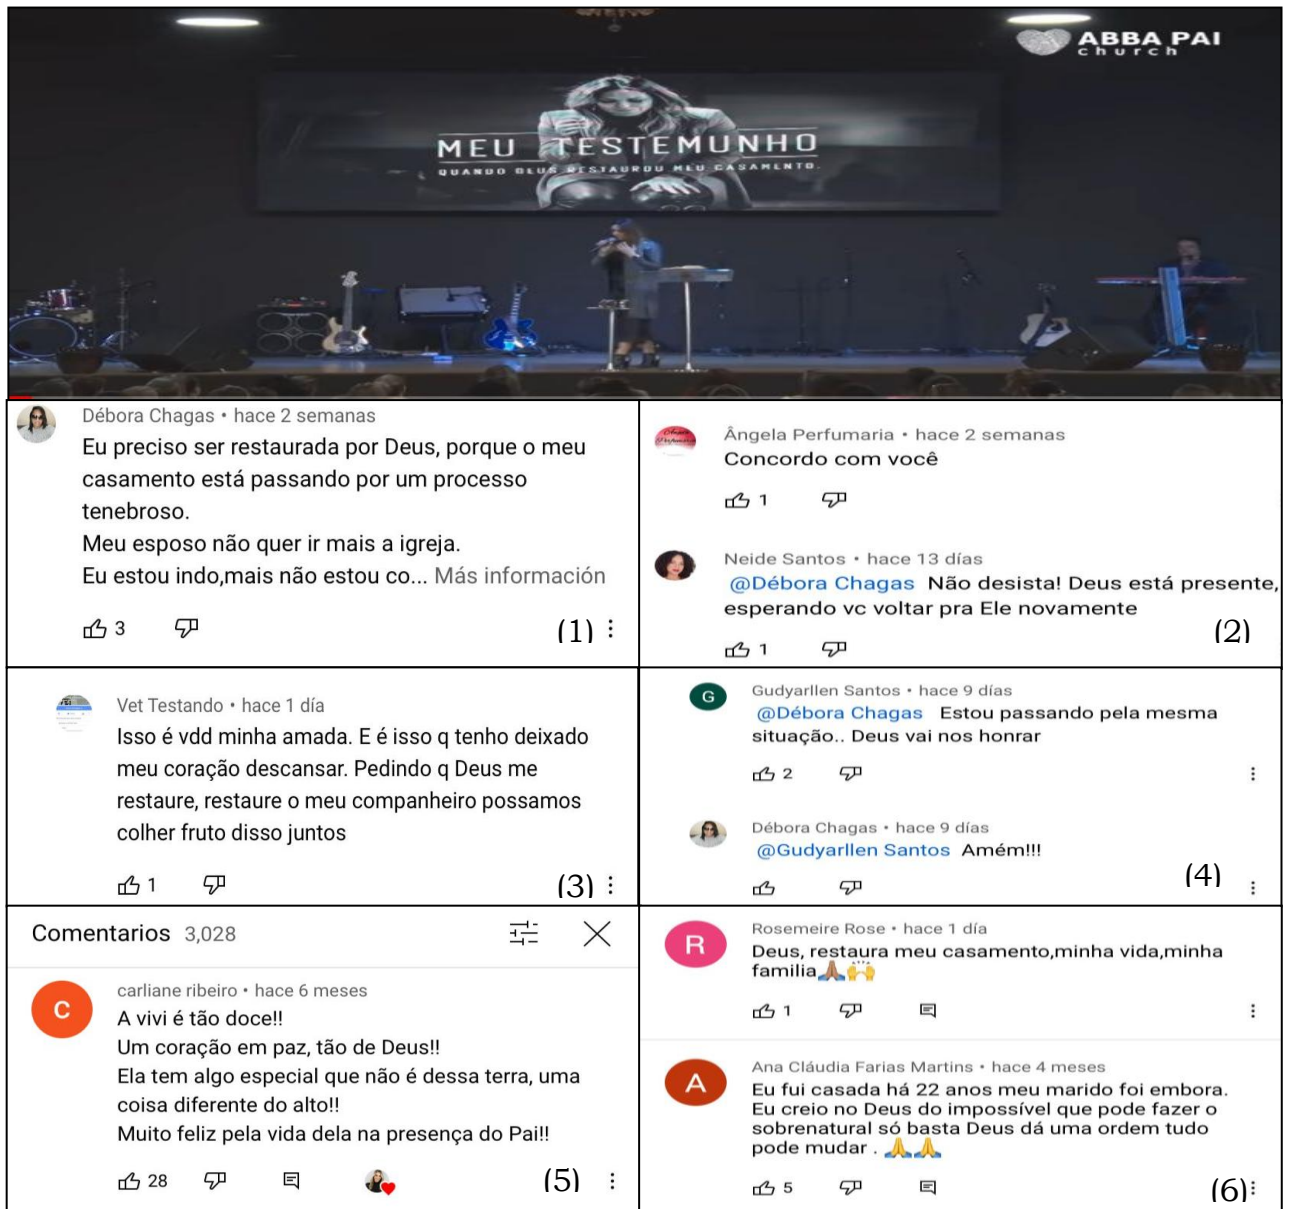 ABBA PAI
church
MEU TESTEMUNHO
QUANDO DEUS RESTAUROU MEU CASAMENTO.
Débora Chagas • hace 2 semanas
Eu preciso ser restaurada por Deus, porque o meu
casamento está passando por um processo
tenebroso.
Meu esposo não quer ir mais a igreja.
Eu estou indo,mais não estou co... Más información
3
(1)
Ângela Perfumaria • hace 2 semanas
Concordo com você
1
Neide Santos • hace 13 días
@Débora Chagas Não desista! Deus está presente,
esperando vc voltar pra Ele novamente
1
(2)
Vet Testando • hace 1 día
Isso é vdd minha amada. E é isso q tenho deixado
meu coração descansar. Pedindo q Deus me
restaure, restaure o meu companheiro possamos
colher fruto disso juntos
1
(3)
G
Gudyarllen Santos • hace 9 días
@Débora Chagas Estou passando pela mesma
situação.. Deus vai nos honrar
2
Débora Chagas • hace 9 días
@Gudyarllen Santos Amém!!!
(4)
Comentarios 3,028
C
carliane ribeiro • hace 6 meses
A vivi é tão doce!!
Um coração em paz, tão de Deus!!
Ela tem algo especial que não é dessa terra, uma
coisa diferente do alto!!
Muito feliz pela vida dela na presença do Pai!!
28
(5)
R
Rosemeire Rose • hace 1 día
Deus, restaura meu casamento,minha vida,minha
familia🙏🏽🙌
1
A
Ana Cláudia Farias Martins • hace 4 meses
Eu fui casada há 22 anos meu marido foi embora.
Eu creio no Deus do impossível que pode fazer o
sobrenatural só basta Deus dá uma ordem tudo
pode mudar . 🙏🙏
5
(6)